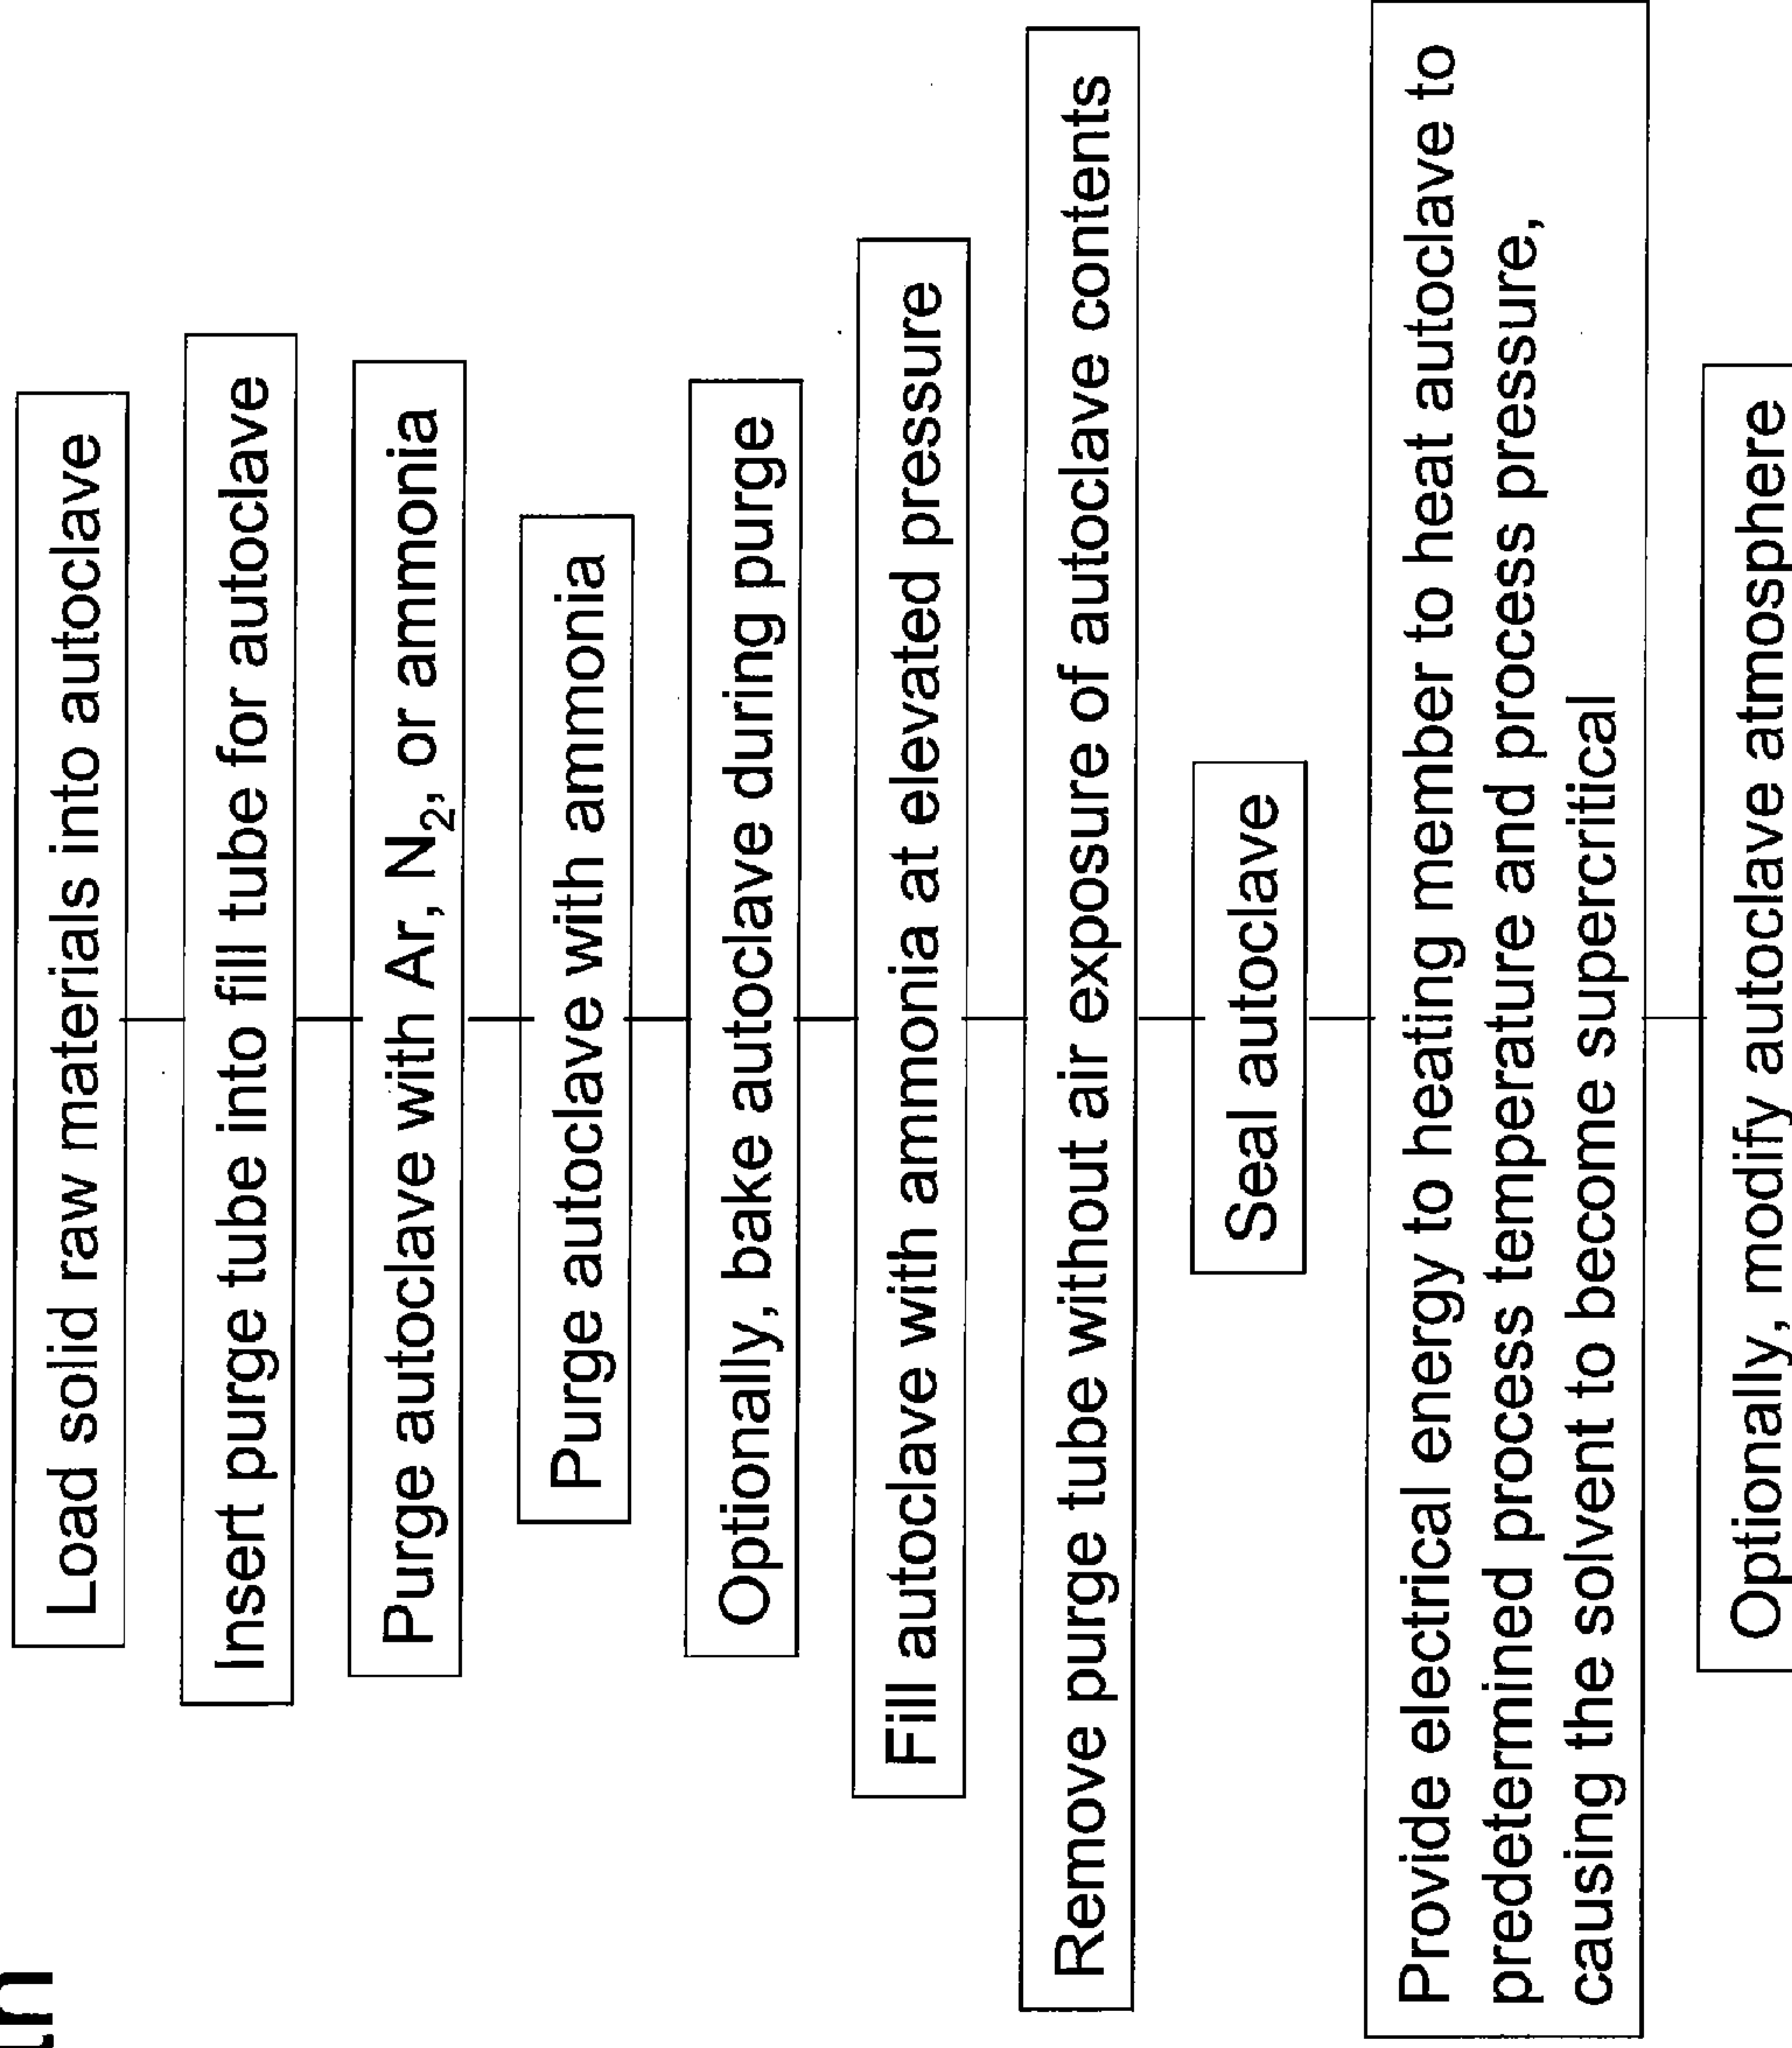 Load solid raw materials into autoclave
Insert purge tube into fill tube for autoclave
Purge autoclave with Ar, N₂, or ammonia
Purge autoclave with ammonia
Optionally, bake autoclave during purge
Fill autoclave with ammonia at elevated pressure
Remove purge tube without air exposure of autoclave contents
Seal autoclave
Provide electrical energy to heating member to heat autoclave to
predetermined process temperature and process pressure,
causing the solvent to become supercritical
Optionally, modify autoclave atmosphere